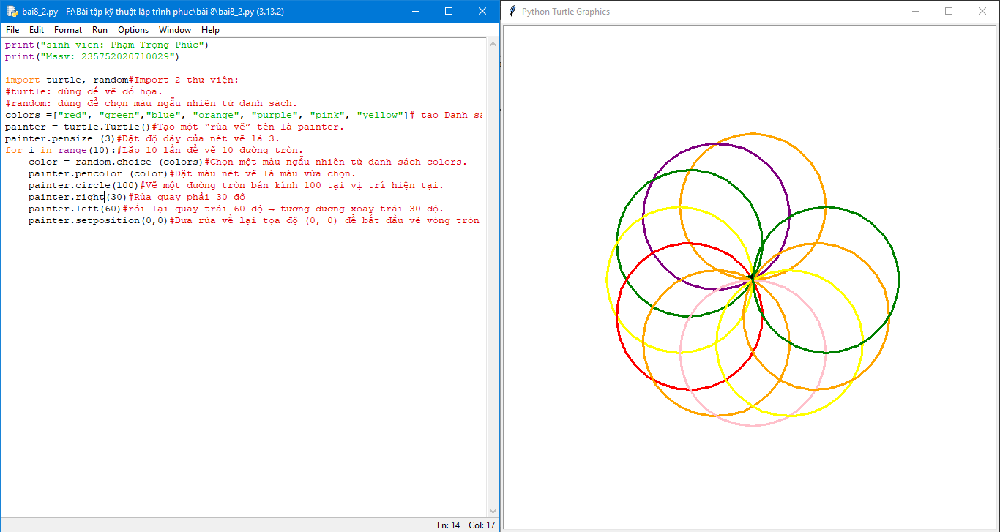 bai8_2.py - F:\Bài tập kỹ thuật lập trình phuc\bài 8\bai8_2.py (3.13.2)
File Edit Format Run Options Window Help
print("sinh vien: Phạm Trọng Phúc")
print("Mssv: 235752020710029")
import turtle, random#Import 2 thư viện:
#turtle: dùng để vẽ đồ họa.
#random: dùng để chọn màu ngẫu nhiên từ danh sách.
colors =["red", "green","blue", "orange", "purple", "pink", "yellow"]# tạo Danh
painter = turtle.Turtle()#Tạo một “rùa vẽ” tên là painter.
painter.pensize (3)#Đặt độ dày của nét vẽ là 3.
for i in range(10):#Lặp 10 lần để vẽ 10 đường tròn.
    color = random.choice (colors)#Chọn một màu ngẫu nhiên từ danh sách colors.
    painter.pencolor (color)#Đặt màu nét vẽ là màu vừa chọn.
    painter.circle(100)#Vẽ một đường tròn bán kính 100 tại vị trí hiện tại.
    painter.right(30)#Rùa quay phải 30 độ
    painter.left(60)#rồi lại quay trái 60 độ → tương đương xoay trái 30 độ.
    painter.setposition(0,0)#Đưa rùa về lại tọa độ (0, 0) để bắt đầu vẽ vòng tròn
Ln: 14 Col: 17
Python Turtle Graphics